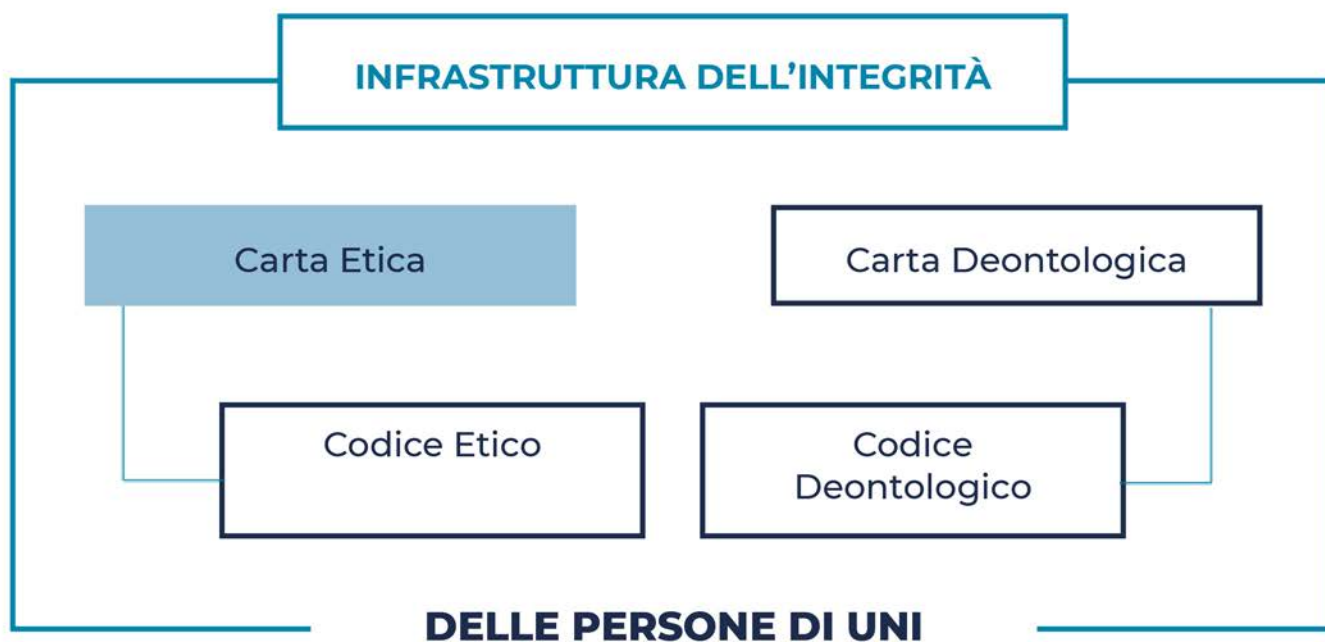 INFRASTRUTTURA DELL'INTEGRITÀ
Carta Etica
Carta Deontologica
Codice Etico
Codice
Deontologico
DELLE PERSONE DI UNI